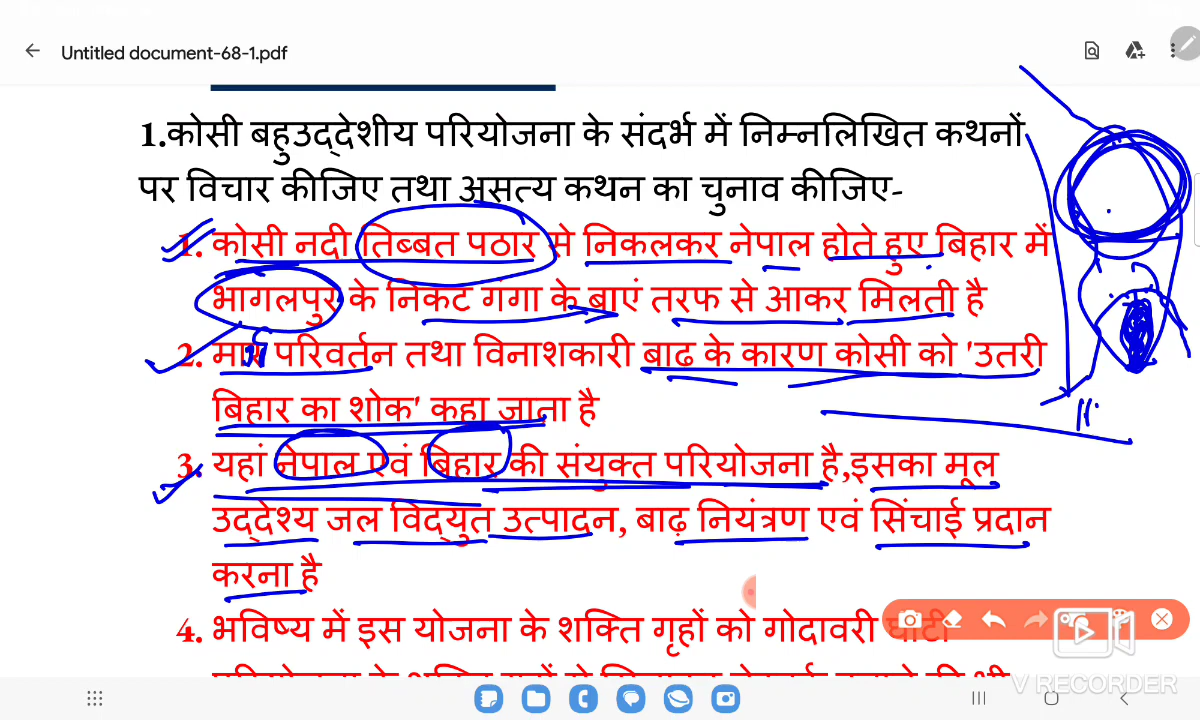 Untitled document-68-1.pdf
1.कोसी बहुउद्देशीय परियोजना के संदर्भ में निम्नलिखित कथनों
पर विचार कीजिए तथा असत्य कथन का चुनाव कीजिए-
1. कोसी नदी तिब्बत पठार से निकलकर नेपाल होते हुए बिहार में
भागलपुर के निकट गंगा के बाएं तरफ से आकर मिलती है
2. मार्ग परिवर्तन तथा विनाशकारी बाढ के कारण कोसी को 'उतरी
बिहार का शोक' कहा जाता है
3. यहां नेपाल एवं बिहार की संयुक्त परियोजना है,इसका मूल
उद्देश्य जल विद्युत उत्पादन, बाढ़ नियंत्रण एवं सिंचाई प्रदान
करना है
4. भविष्य में इस योजना के शक्ति गृहों को गोदावरी घाटी
V RECORDER